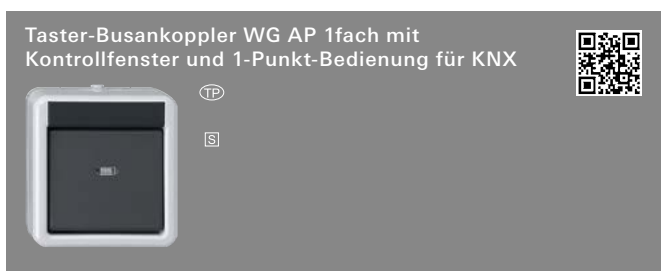 Taster-Busankoppler WG AP 1fach mit
Kontrollfenster und 1-Punkt-Bedienung für KNX
TP
S